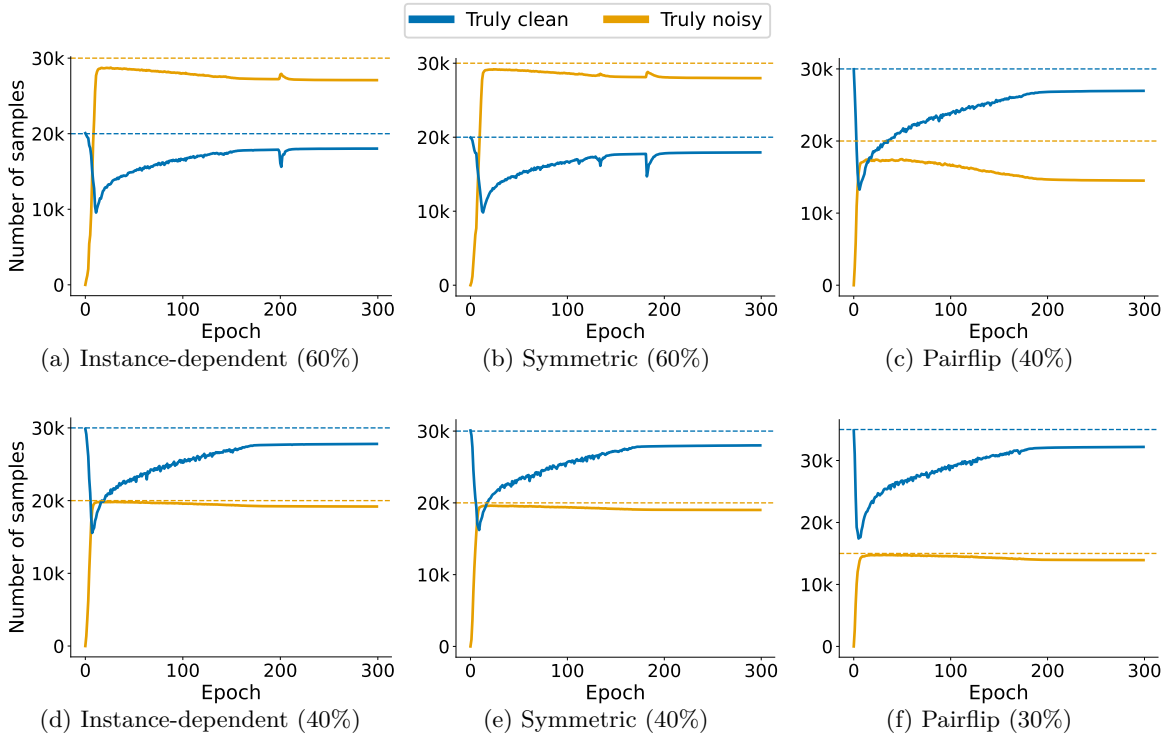 Truly clean Truly noisy
Number of samples
30k
20k
10k
0
0 100 200 300
Epoch
(a) Instance-dependent (60%)
30k
20k
10k
0
0 100 200 300
Epoch
(b) Symmetric (60%)
30k
20k
10k
0
0 100 200 300
Epoch
(c) Pairflip (40%)
Number of samples
30k
20k
10k
0
0 100 200 300
Epoch
(d) Instance-dependent (40%)
30k
20k
10k
0
0 100 200 300
Epoch
(e) Symmetric (40%)
30k
20k
10k
0
0 100 200 300
Epoch
(f) Pairflip (30%)